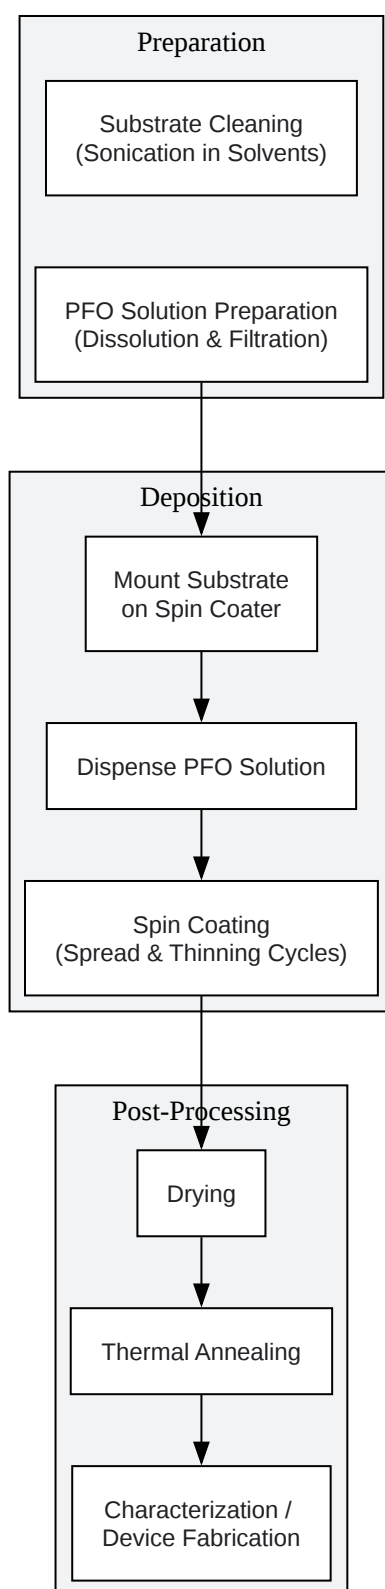 Preparation
Substrate Cleaning
(Sonication in Solvents)
PFO Solution Preparation
(Dissolution & Filtration)
Deposition
Mount Substrate
on Spin Coater
Dispense PFO Solution
Spin Coating
(Spread & Thinning Cycles)
Post-Processing
Drying
Thermal Annealing
Characterization /
Device Fabrication